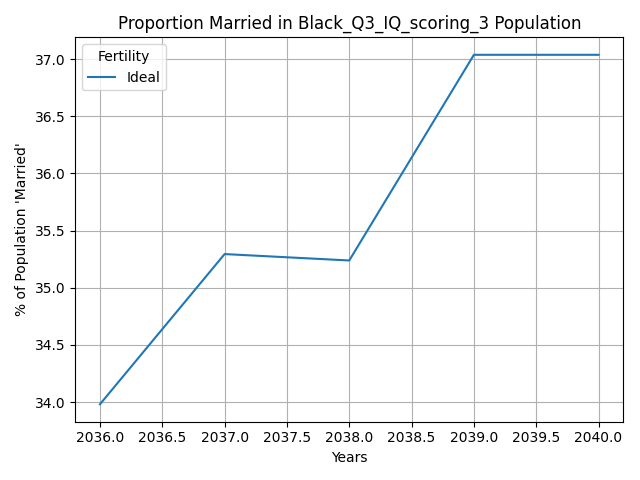 Proportion Married in Black_Q3_IQ_scoring_3 Population
Fertility
Ideal
% of Population 'Married'
37.0
36.5
36.0
35.5
35.0
34.5
34.0
2036.0 2036.5 2037.0 2037.5 2038.0 2038.5 2039.0 2039.5 2040.0
Years